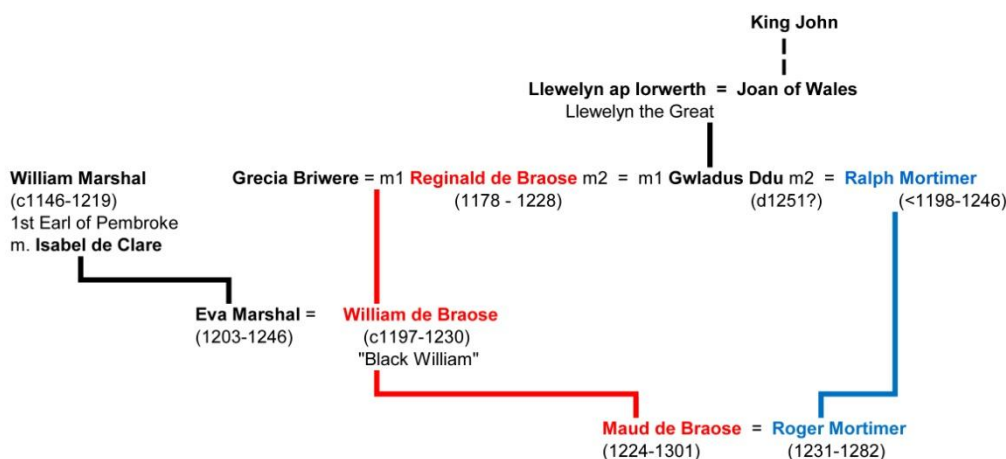 King John
Llewelyn ap Iorwerth = Joan of Wales
Llewelyn the Great
William Marshal
(c1146-1219)
1st Earl of Pembroke
m. Isabel de Clare
Grecia Briwere = m1 Reginald de Braose m2 = m1 Gwladus Ddu m2 = Ralph Mortimer
(1178 - 1228) (d1251?) (<1198-1246)
Eva Marshal = William de Braose
(1203-1246) (c1197-1230)
"Black William"
Maud de Braose = Roger Mortimer
(1224-1301) (1231-1282)